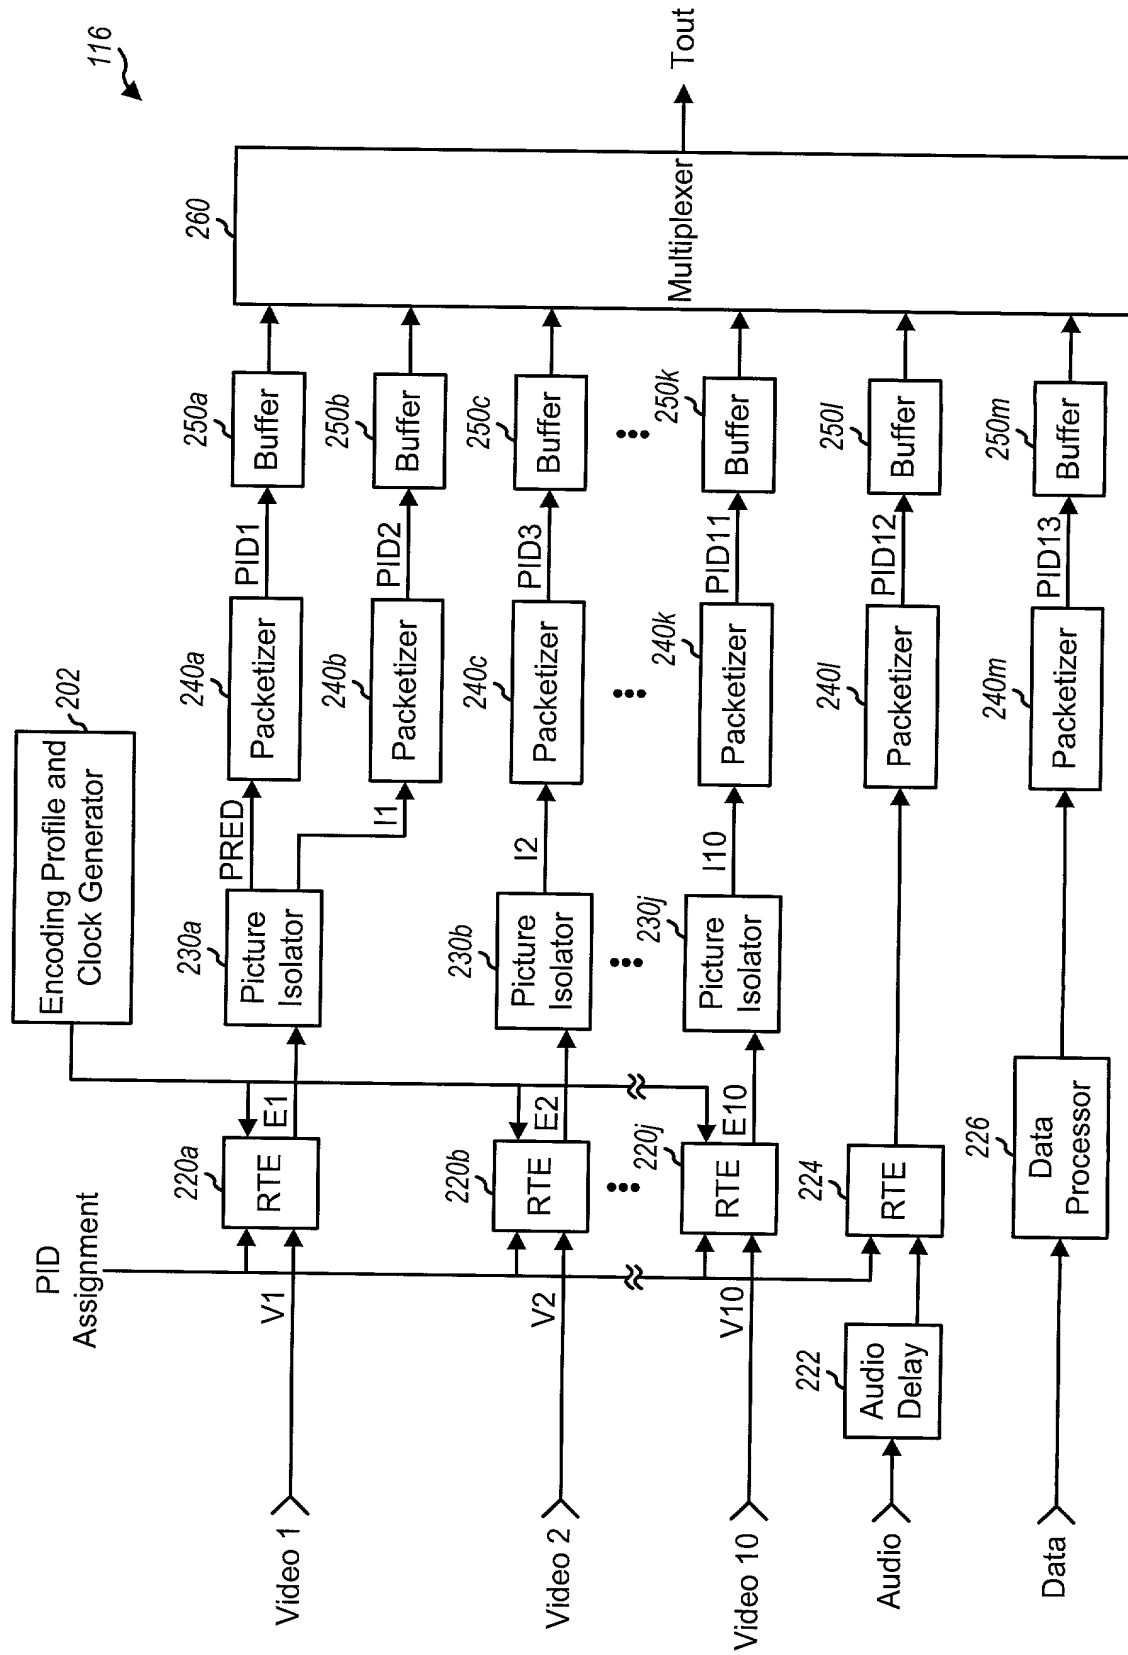 116
Encoding Profile and
Clock Generator
202
PID
Assignment
Video 1
V1
220a
RTE
E1
230a
Picture
Isolator
PRED
I1
240a
Packetizer
PID1
250a
Buffer
240b
Packetizer
PID2
250b
Buffer
260
Multiplexer
Tout
Video 2
V2
220b
RTE
E2
230b
Picture
Isolator
I2
240c
Packetizer
PID3
250c
Buffer
Video 10
V10
220j
RTE
E10
230j
Picture
Isolator
I10
240k
Packetizer
PID11
250k
Buffer
Audio
222
Audio
Delay
224
RTE
240l
Packetizer
PID12
250l
Buffer
Data
226
Data
Processor
240m
Packetizer
PID13
250m
Buffer